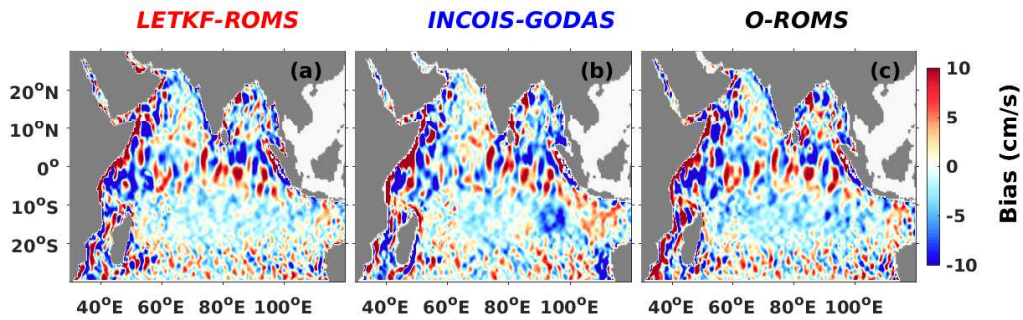 LETKF-ROMS INCOIS-GODAS O-ROMS
(a) (b) (c)
20°N
10°N
0°
10°S
20°S
40°E 60°E 80°E 100°E 40°E 60°E 80°E 100°E 40°E 60°E 80°E 100°E
10
5
0
-5
-10
Bias (cm/s)